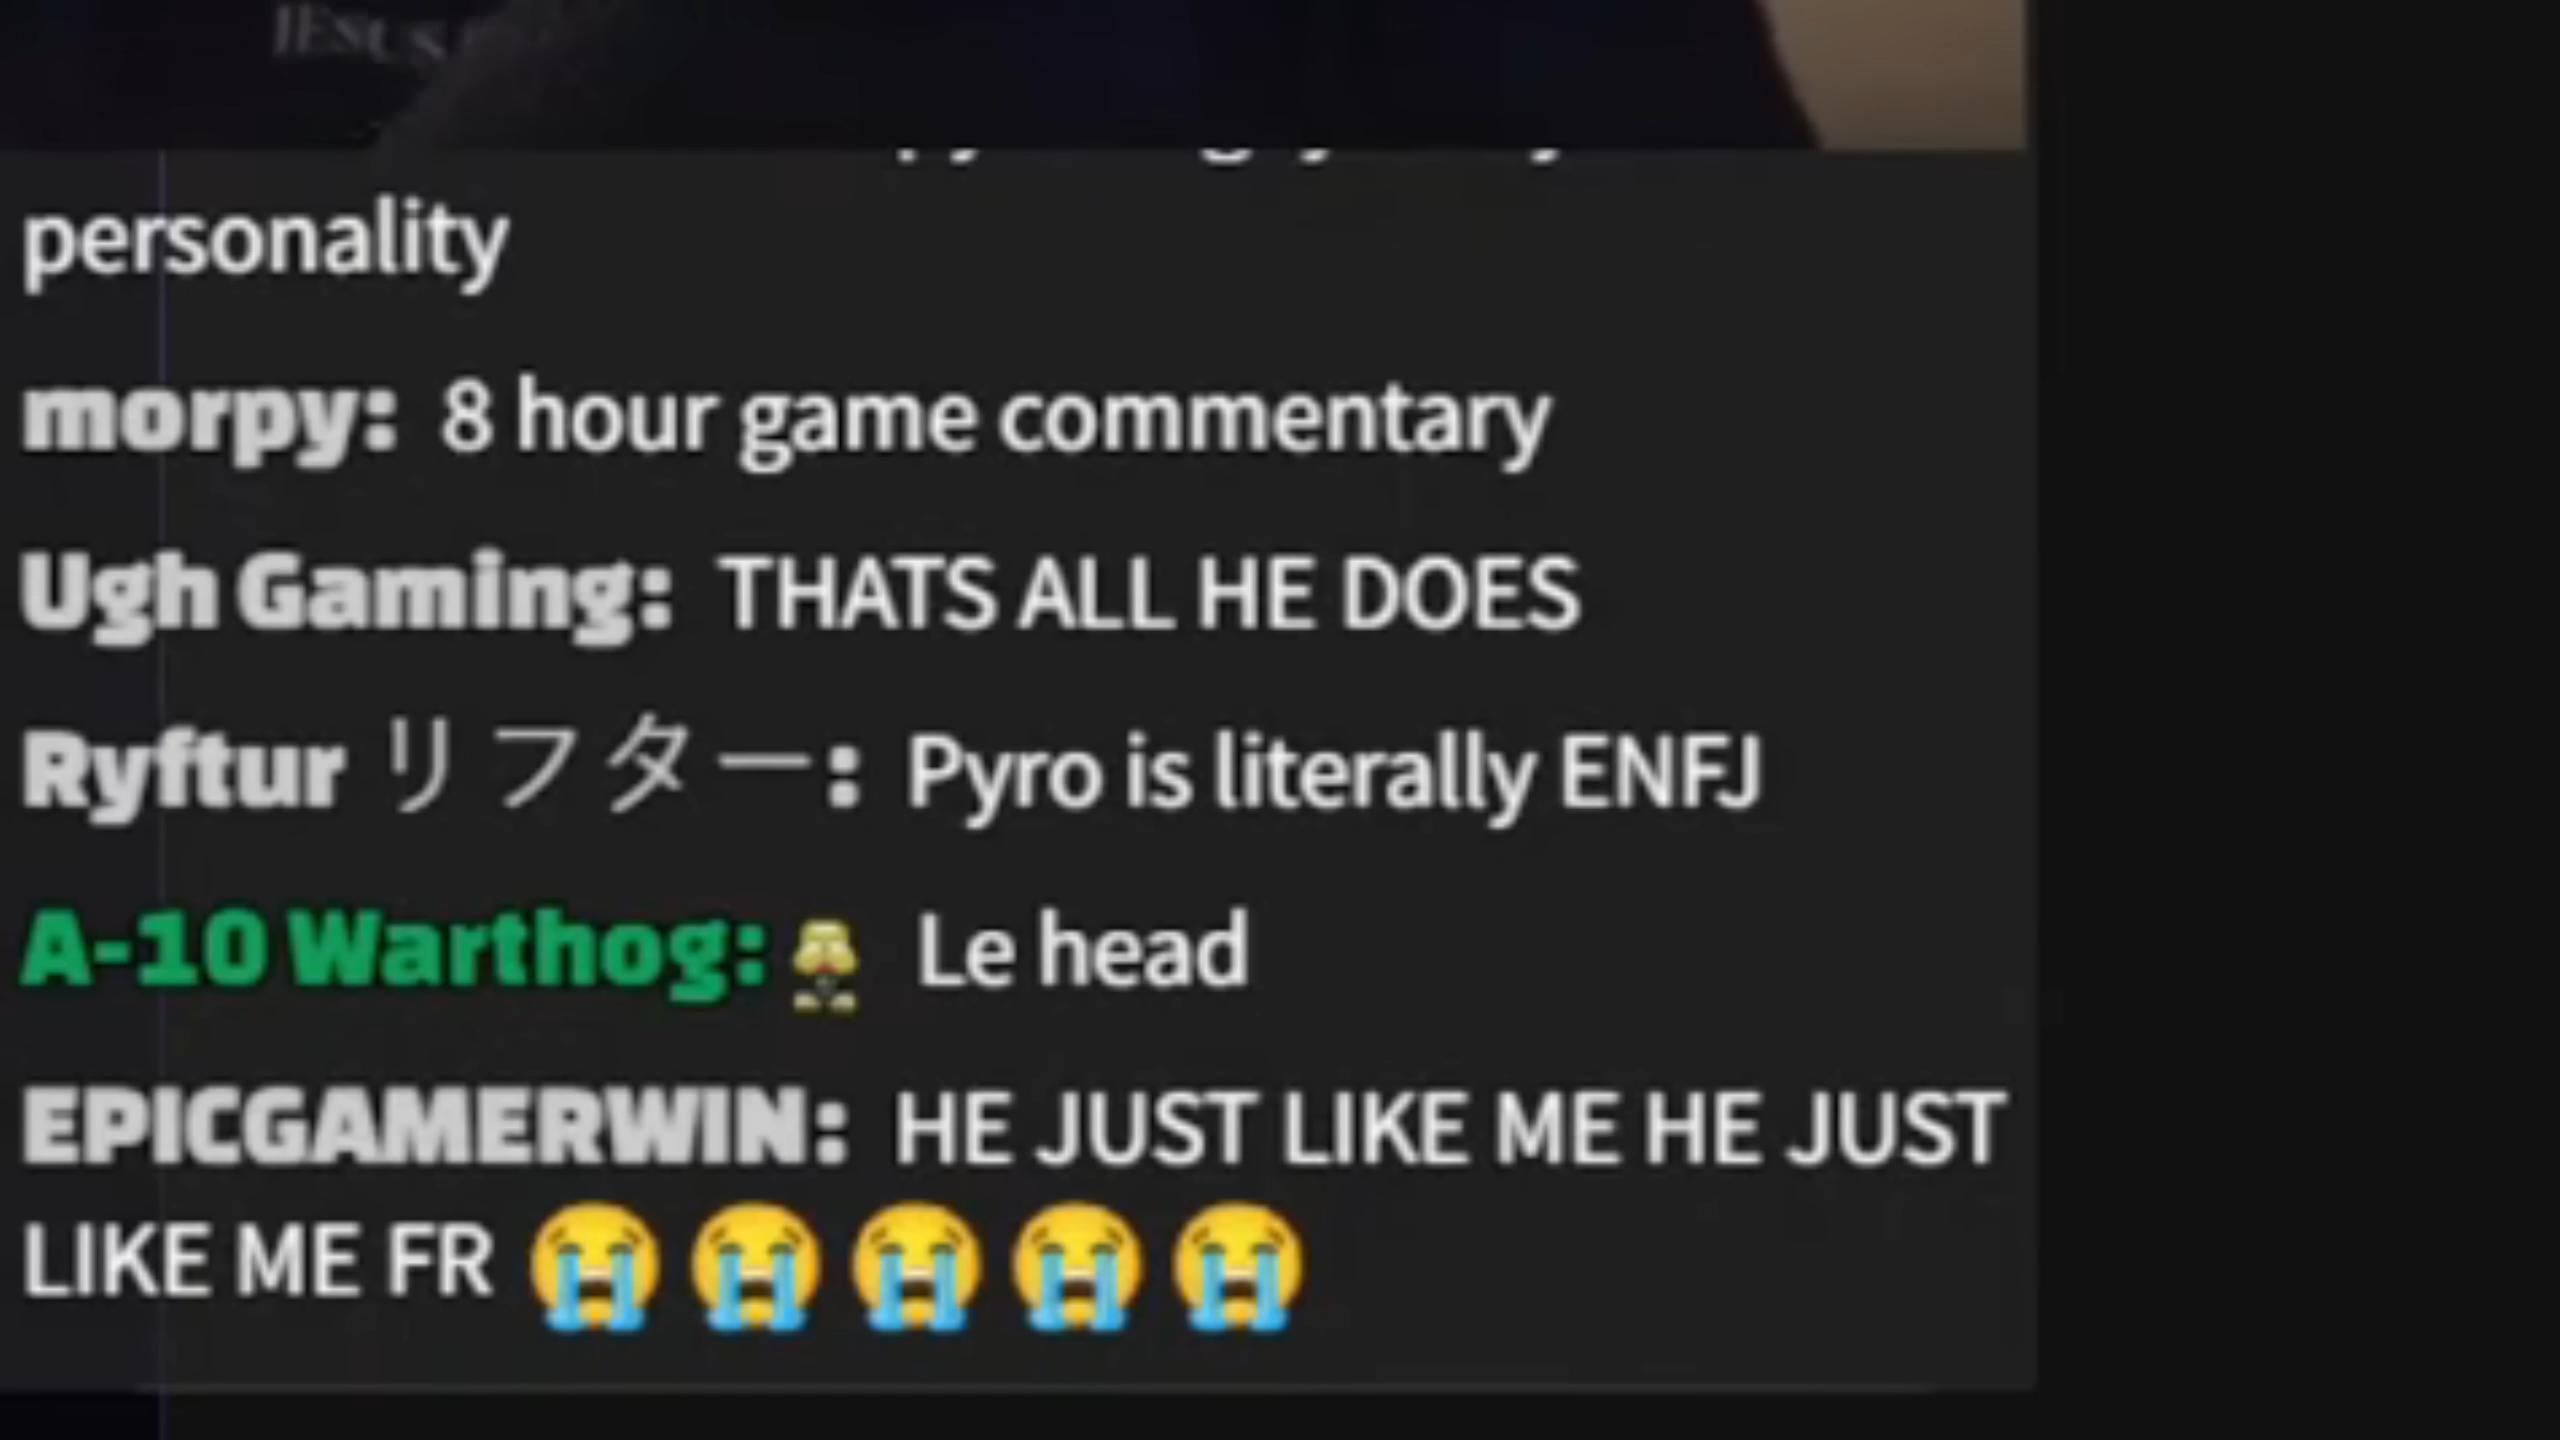 JESUS
personality
morpy: 8 hour game commentary
Ugh Gaming: THATS ALL HE DOES
Ryftur リフター: Pyro is literally ENFJ
A-10 Warthog: Le head
EPICGAMERWIN: HE JUST LIKE ME HE JUST
LIKE ME FR 😭😭😭😭😭